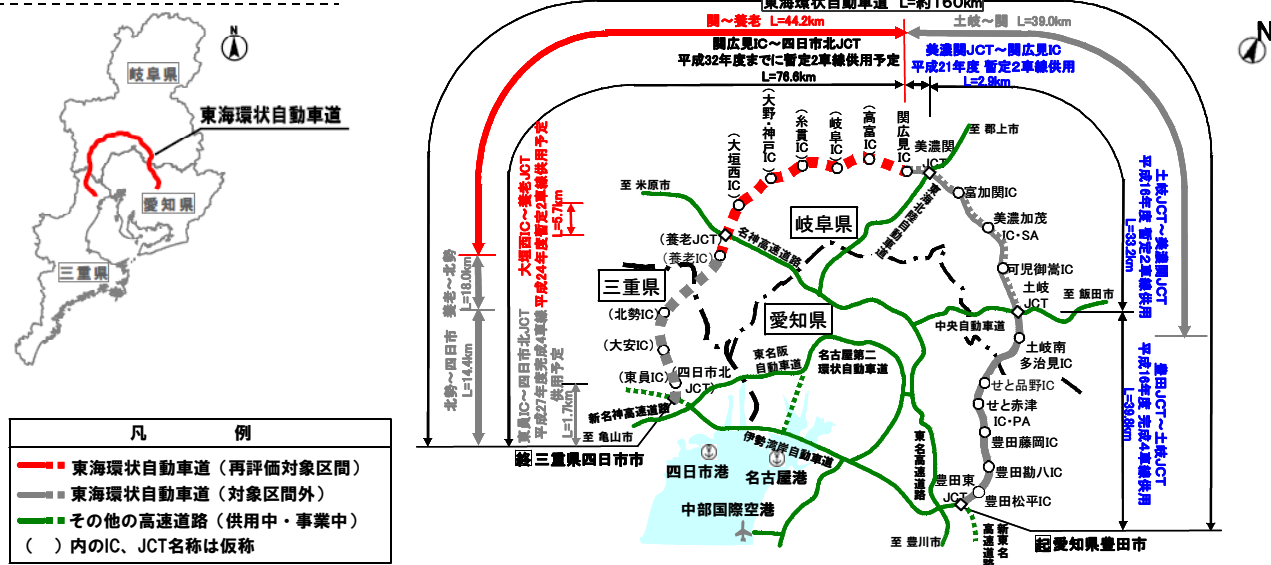 岐阜県
東海環状自動車道
愛知県
三重県
N
N
凡 例
東海環状自動車道（再評価対象区間）
東海環状自動車道（対象区間外）
その他の高速道路（供用中・事業中）
（ ）内のIC、JCT名称は仮称
東海環状自動車道 L=約160km
関～養老 L=44.2km
土岐～関 L=39.0km
関広見IC～四日市北JCT
平成32年度までに暫定2車線供用予定
L=76.6km
美濃関JCT～関広見IC
平成21年度 暫定2車線供用
L=2.9km
養老～北勢
L=18.0km
北勢～四日市
L=14.4km
大垣西IC～養老JCT
平成24年度暫定2車線供用予定
L=5.7km
東員IC～四日市北JCT
平成27年度完成4車線
供用予定
L=1.7km
土岐JCT～美濃関JCT
平成16年度 暫定2車線供用
L=33.2km
豊田JCT～土岐JCT
平成16年度 完成4車線供用
L=39.8km
（大垣西IC）
（大野・神戸IC）
（糸貫IC）
（岐阜IC）
（高富IC）
関広見IC
美濃関
JCT
至 郡上市
富加関IC
美濃加茂
IC・SA
可児御嵩IC
土岐
JCT
至 飯田市
土岐南
多治見IC
せと品野IC
せと赤津
IC・PA
豊田藤岡IC
豊田勘八IC
豊田松平IC
豊田東
JCT
至 米原市
（養老JCT）
（養老IC）
（北勢IC）
（大安IC）
（東員IC）
（四日市北
JCT）
岐阜県
三重県
愛知県
名神高速道路
東海北陸自動車道
中央自動車道
東名阪
自動車道
名古屋第二
環状自動車道
新名神高速道路
至 亀山市
伊勢湾岸自動車道
東名高速道路
新東名
高速道路
至 豊川市
四日市港
名古屋港
中部国際空港
終 三重県四日市市
起 愛知県豊田市